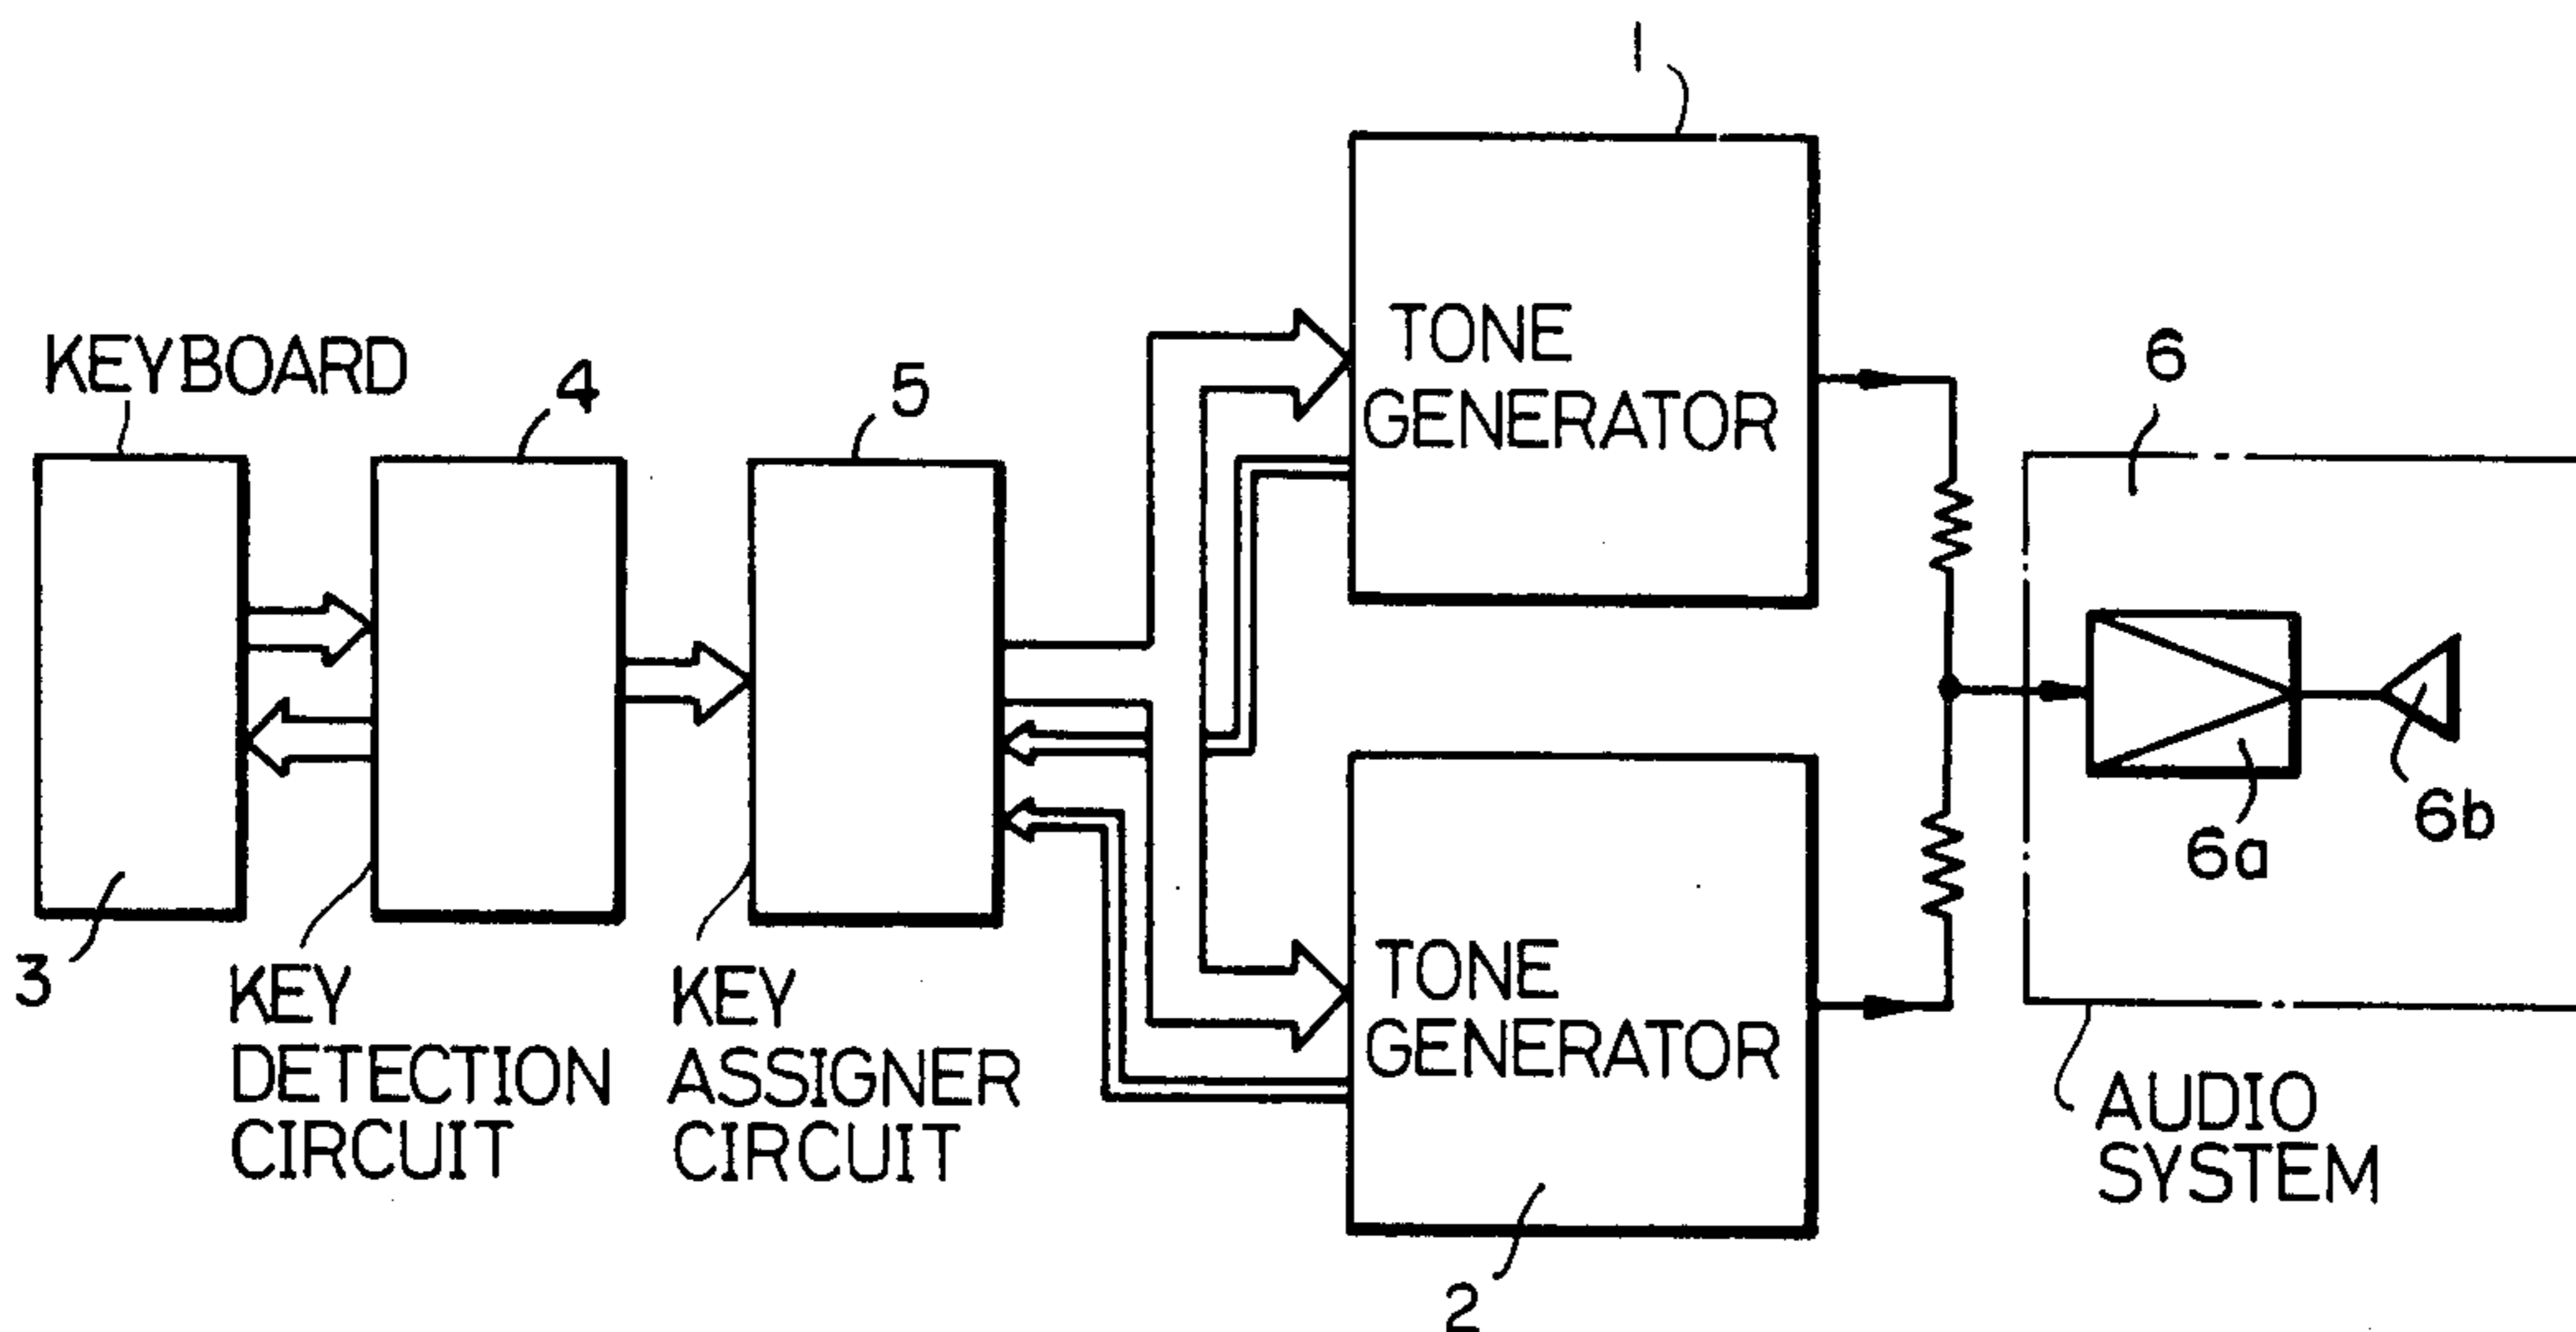 1
TONE
GENERATOR
KEYBOARD
4
5
6
3
KEY
DETECTION
CIRCUIT
KEY
ASSIGNER
CIRCUIT
TONE
GENERATOR
2
6a
6b
AUDIO
SYSTEM